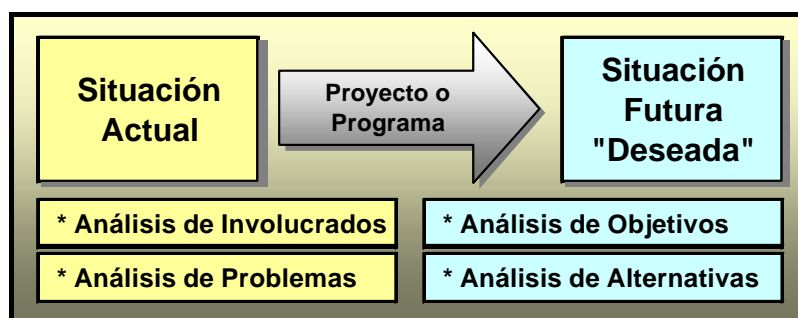 Situación
Actual
Proyecto o
Programa
Situación
Futura
"Deseada"
* Análisis de Involucrados
* Análisis de Objetivos
* Análisis de Problemas
* Análisis de Alternativas